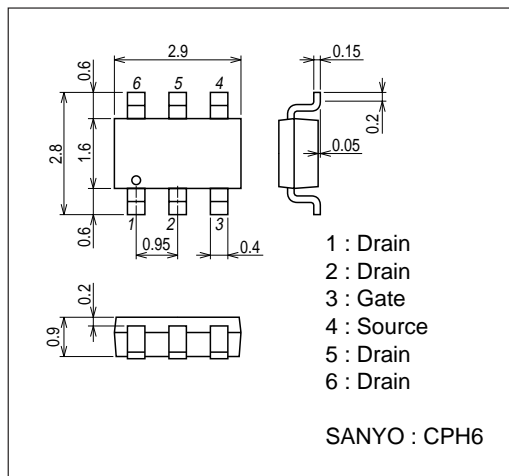 2.9
0.15
0.6
6
5
4
0.2
2.8
1.6
0.05
0.6
1
2
3
0.95
0.4
1 : Drain
2 : Drain
3 : Gate
4 : Source
5 : Drain
6 : Drain
0.2
0.9
SANYO : CPH6